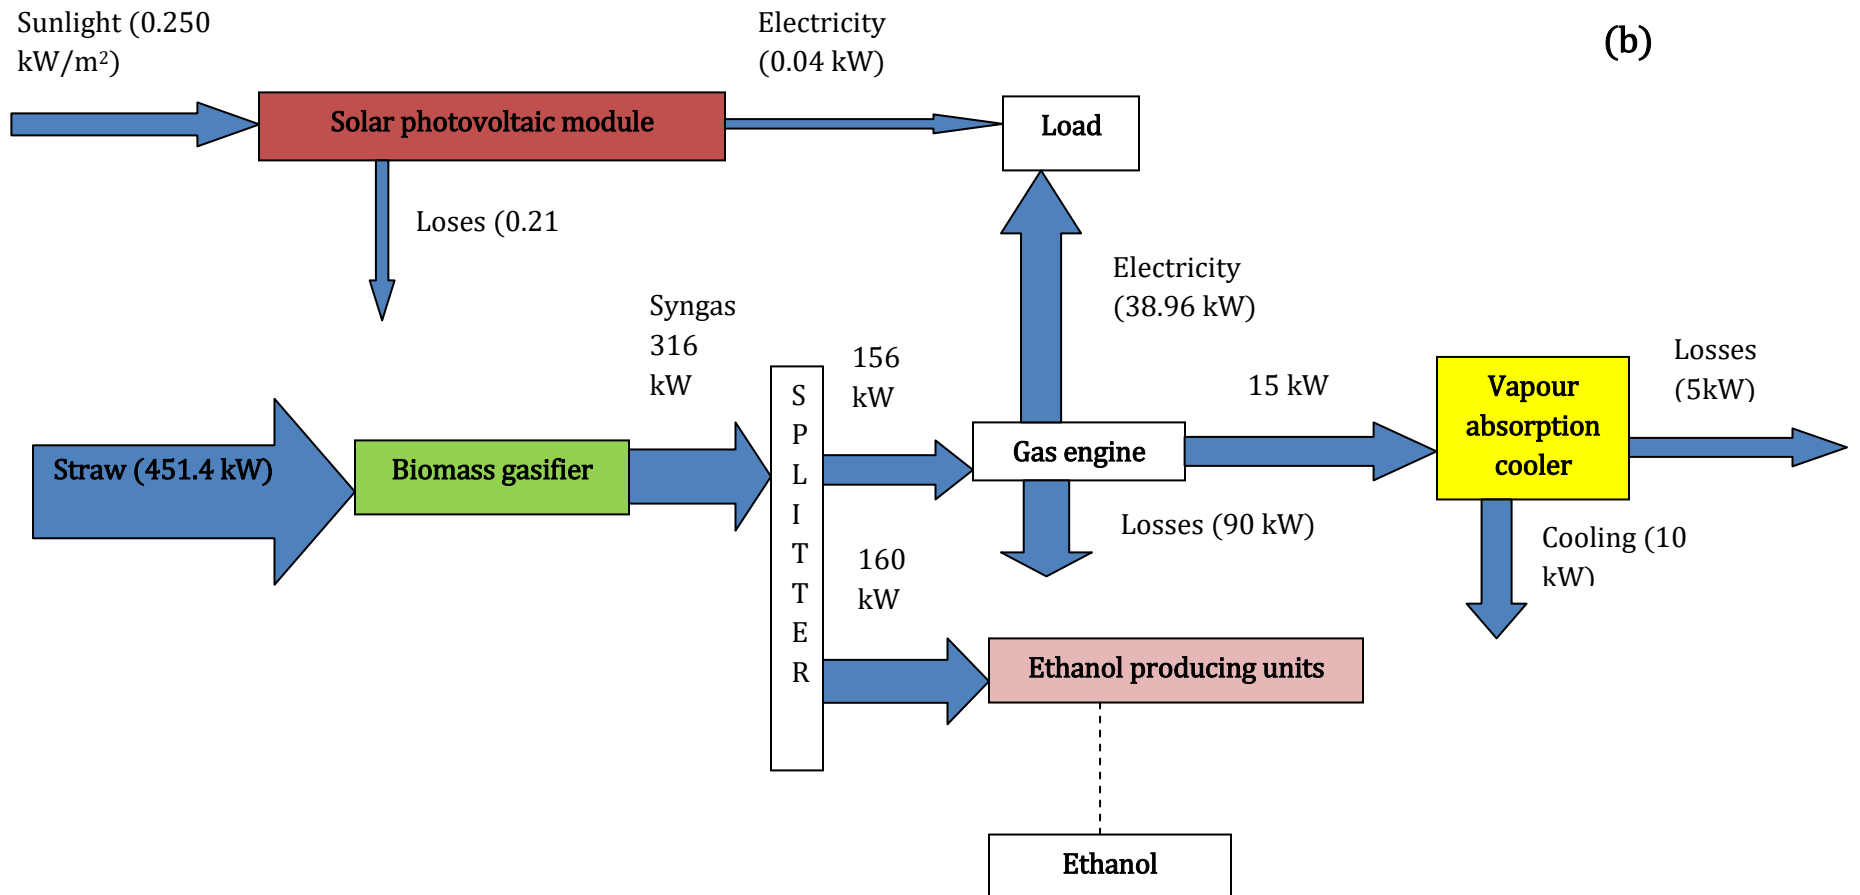 Sunlight (0.250
kW/m²)
Electricity
(0.04 kW)
(b)
Solar photovoltaic module
Load
Loses (0.21
Electricity
(38.96 kW)
Syngas
316
kW
156
kW
15 kW
Losses
(5kW)
Vapour
absorption
cooler
Straw (451.4 kW)
Biomass gasifier
S
P
L
I
T
T
E
R
Gas engine
Losses (90 kW)
Cooling (10
kW)
160
kW
Ethanol producing units
Ethanol